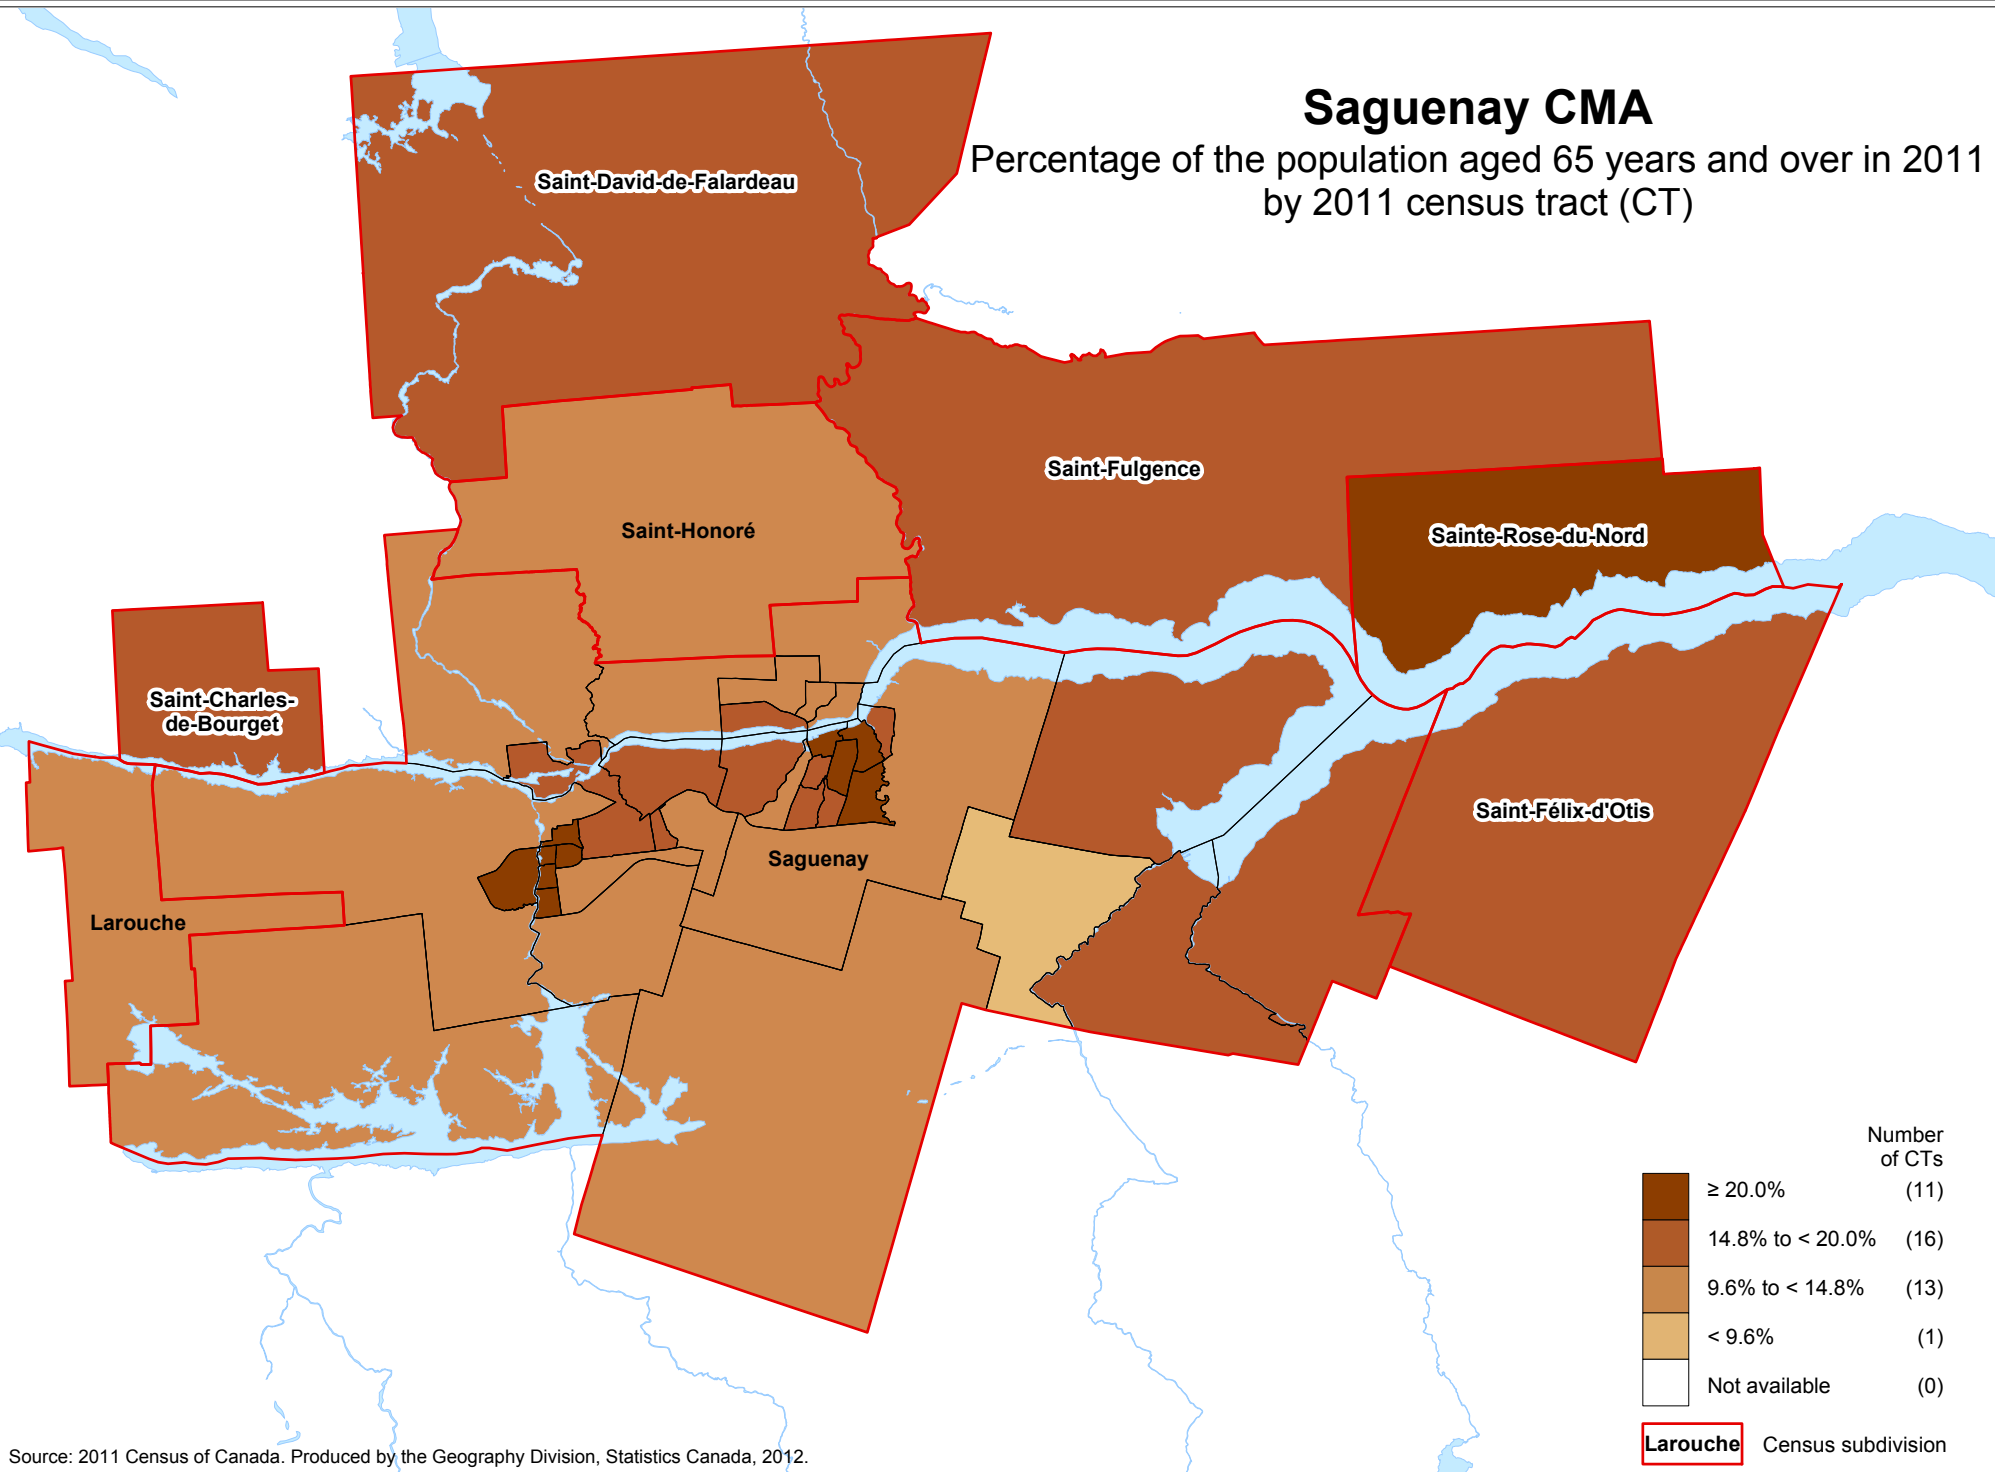 Saguenay CMA
Percentage of the population aged 65 years and over in 2011
by 2011 census tract (CT)
Saint-David-de-Falardeau
Saint-Fulgence
Saint-Honoré
Sainte-Rose-du-Nord
Saint-Charles-
de-Bourget
Saint-Félix-d'Otis
Saguenay
Larouche
Number
of CTs
≥ 20.0% (11)
14.8% to < 20.0% (16)
9.6% to < 14.8% (13)
< 9.6% (1)
Not available (0)
Larouche Census subdivision
Source: 2011 Census of Canada. Produced by the Geography Division, Statistics Canada, 2012.